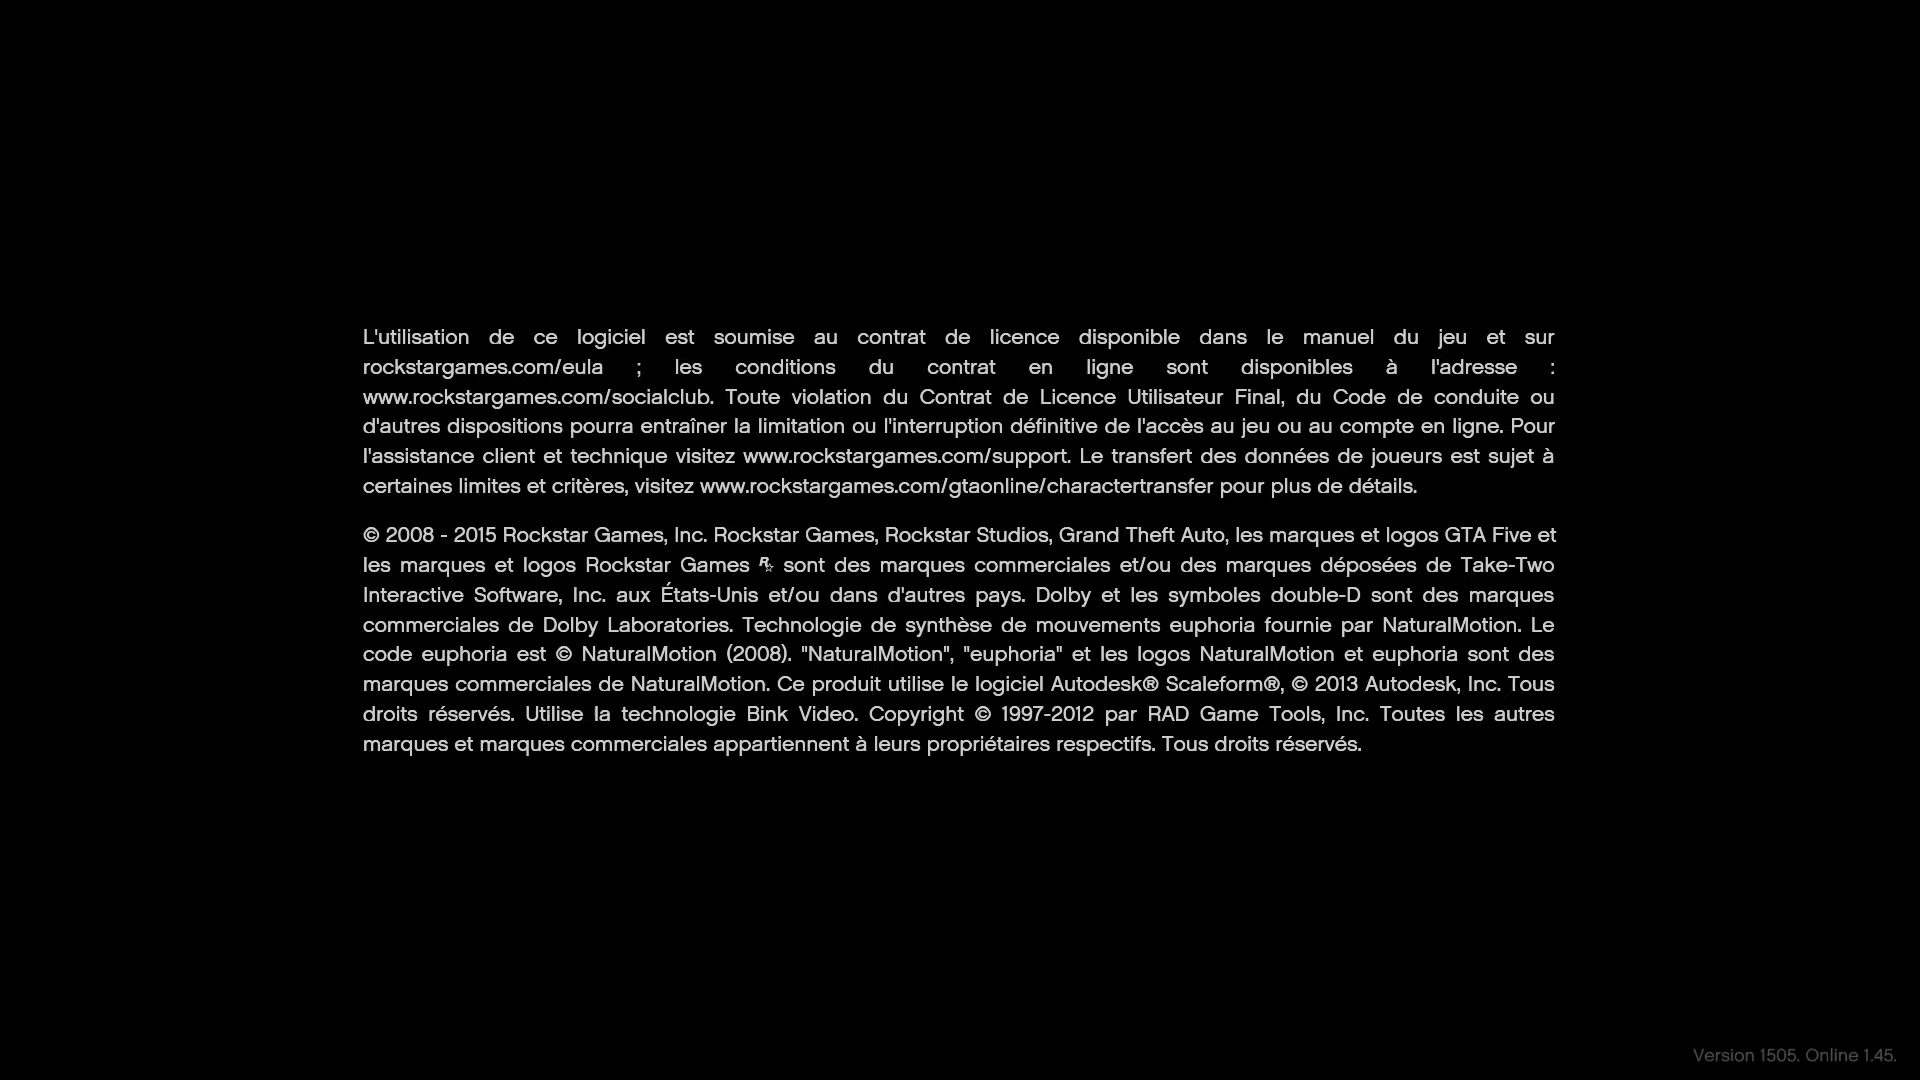 L'utilisation de ce logiciel est soumise au contrat de licence disponible dans le manuel du jeu et sur
rockstargames.com/eula ; les conditions du contrat en ligne sont disponibles à l'adresse :
www.rockstargames.com/socialclub. Toute violation du Contrat de Licence Utilisateur Final, du Code de conduite ou
d'autres dispositions pourra entraîner la limitation ou l'interruption définitive de l'accès au jeu ou au compte en ligne. Pour
l'assistance client et technique visitez www.rockstargames.com/support. Le transfert des données de joueurs est sujet à
certaines limites et critères, visitez www.rockstargames.com/gtaonline/charactertransfer pour plus de détails.
© 2008 - 2015 Rockstar Games, Inc. Rockstar Games, Rockstar Studios, Grand Theft Auto, les marques et logos GTA Five et
les marques et logos Rockstar Games R☆ sont des marques commerciales et/ou des marques déposées de Take-Two
Interactive Software, Inc. aux États-Unis et/ou dans d'autres pays. Dolby et les symboles double-D sont des marques
commerciales de Dolby Laboratories. Technologie de synthèse de mouvements euphoria fournie par NaturalMotion. Le
code euphoria est © NaturalMotion (2008). "NaturalMotion", "euphoria" et les logos NaturalMotion et euphoria sont des
marques commerciales de NaturalMotion. Ce produit utilise le logiciel Autodesk® Scaleform®, © 2013 Autodesk, Inc. Tous
droits réservés. Utilise la technologie Bink Video. Copyright © 1997-2012 par RAD Game Tools, Inc. Toutes les autres
marques et marques commerciales appartiennent à leurs propriétaires respectifs. Tous droits réservés.
Version 1505. Online 1.45.